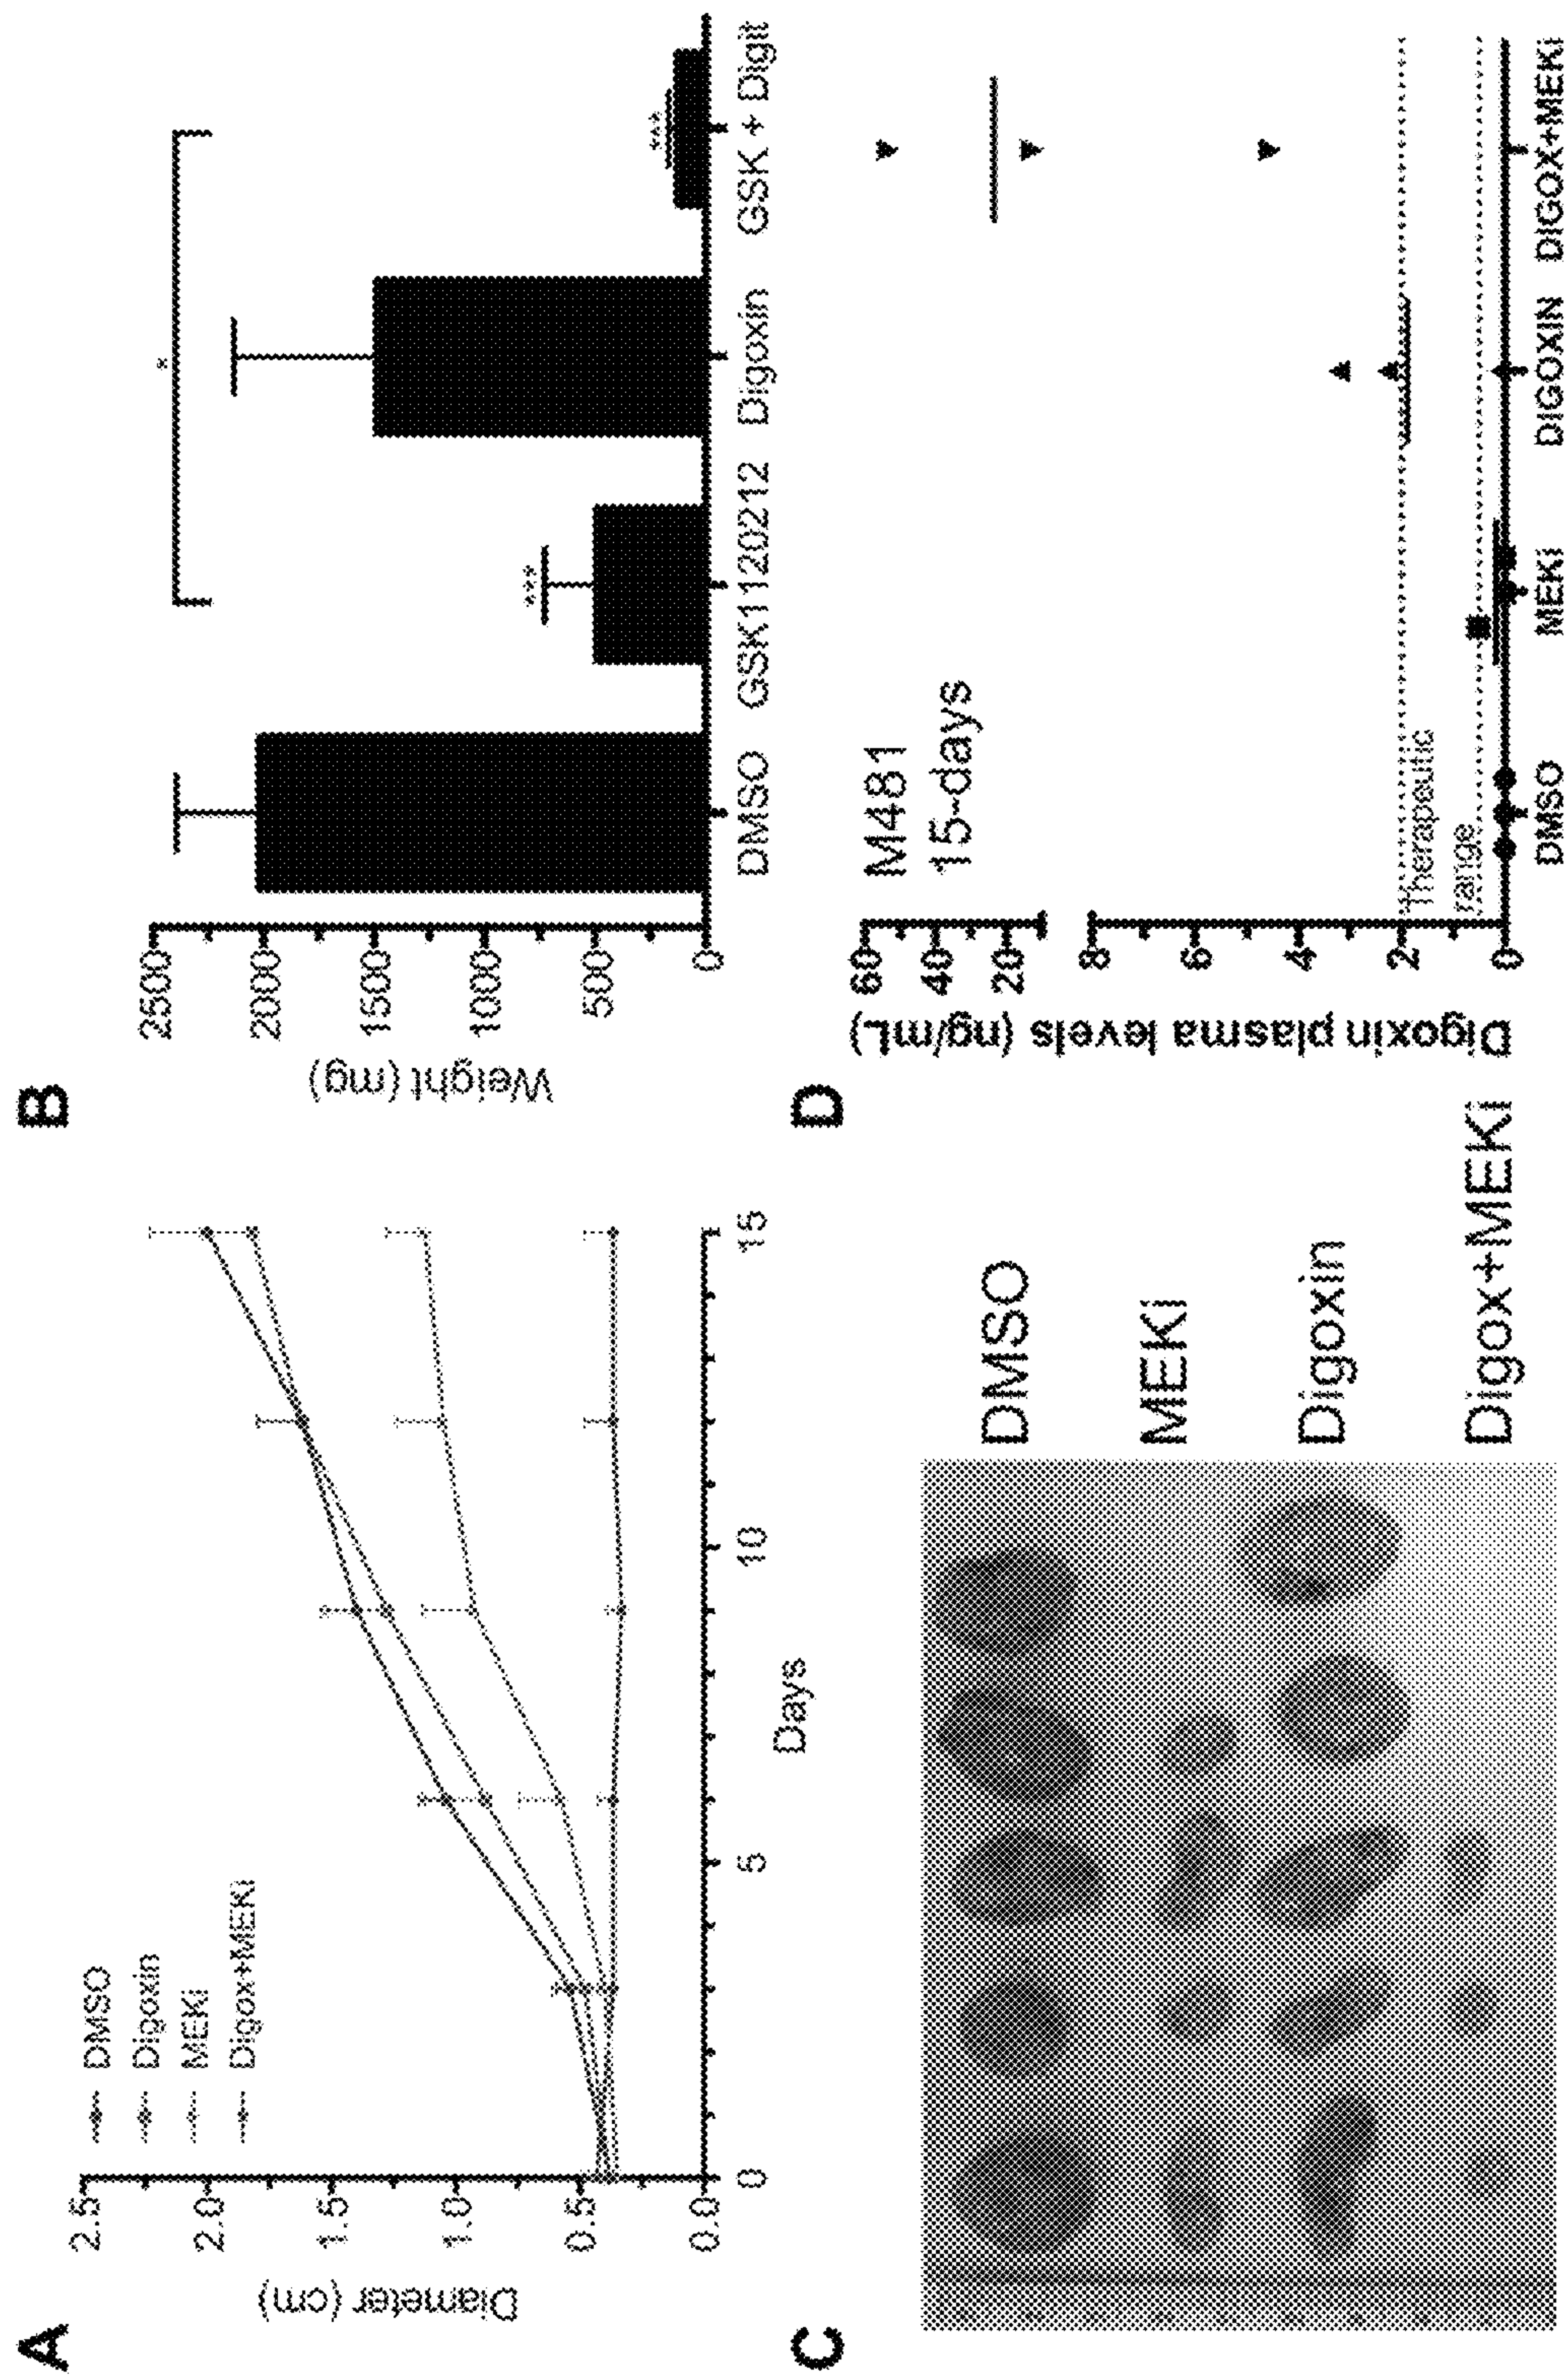 A
DMSO
Digoxin
MEKi
Digox+MEKi
Diameter (cm)
2.5
2.0
1.5
1.0
0.5
0.0
0
5
10
15
Days
B
Weight (mg)
2500
2000
1500
1000
500
0
*
***
***
DMSO
GSK1120212
Digoxin
GSK + Digit
C
DMSO
MEKi
Digoxin
Digox+MEKi
D
M481
15-days
Digoxin plasma levels (ng/mL)
60
40
20
8
6
4
2
0
Therapeutic
range
DMSO
MEKi
DIGOXIN
DIGOX+MEKi